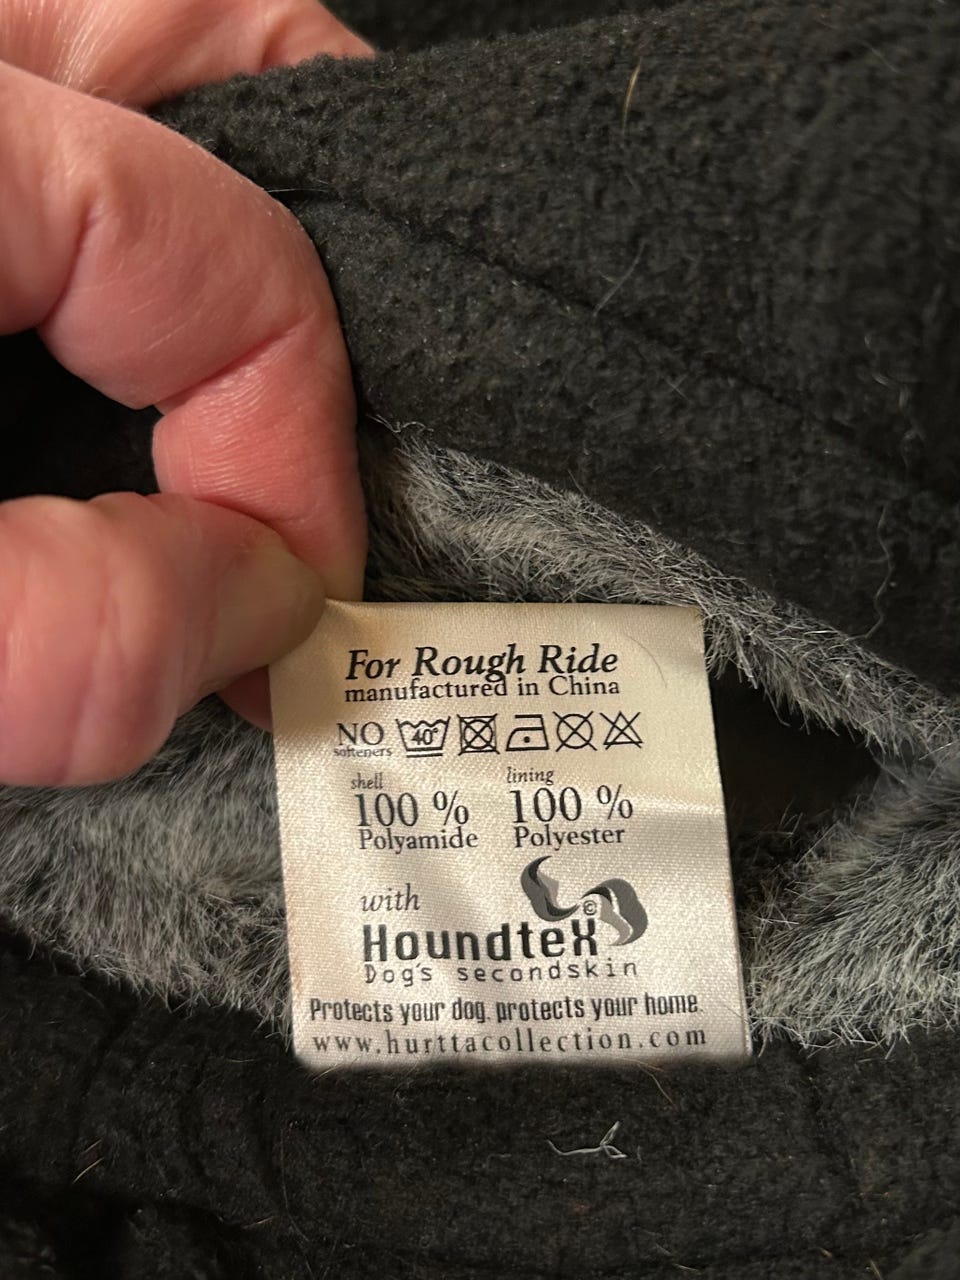 For Rough Ride
manufactured in China
NO softeners 40°
shell lining
100 % 100 %
Polyamide Polyester
with
©
Houndtex
Dog's secondskin
Protects your dog, protects your home.
www.hurttacollection.com